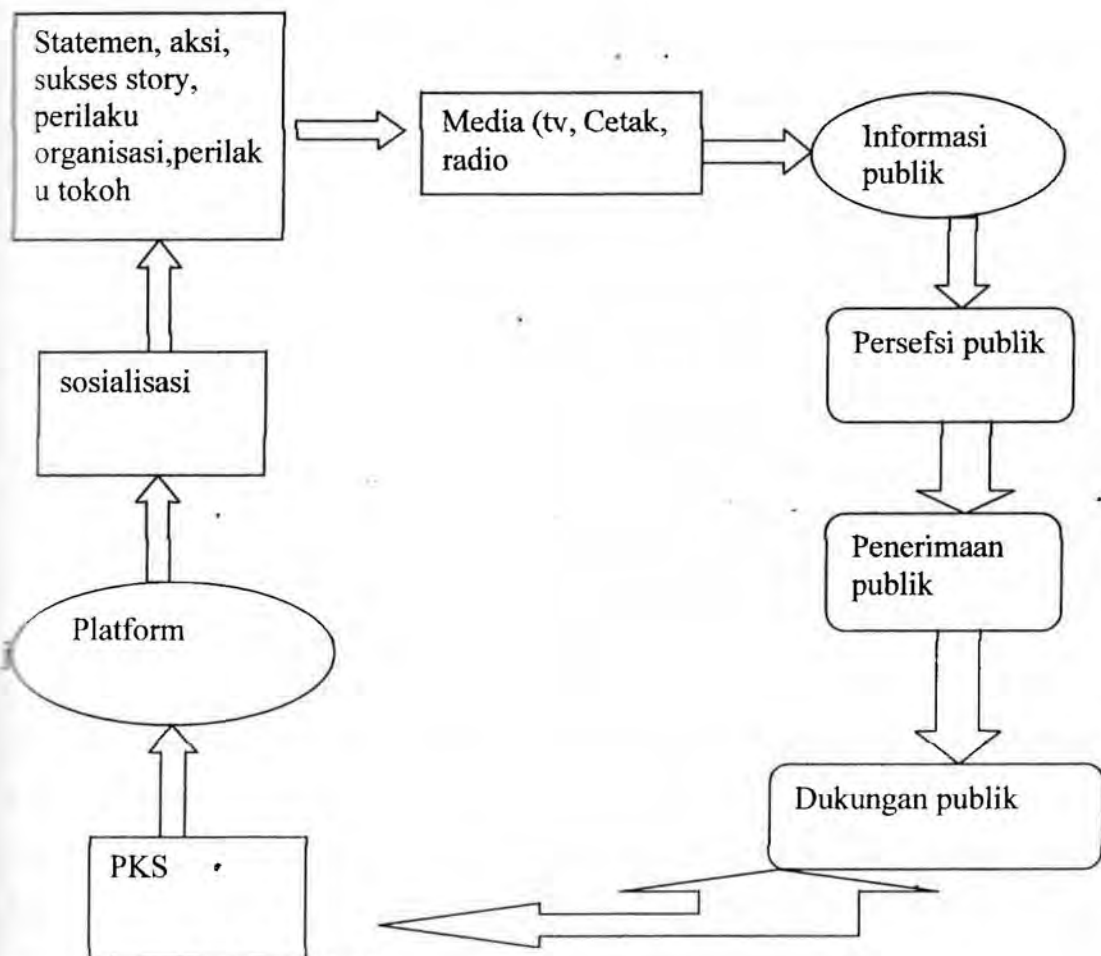 Statemen, aksi,
sukses story,
perilaku
organisasi,perilak
u tokoh
Media (tv, Cetak,
radio
Informasi
publik
Persefsi publik
sosialisasi
Penerimaan
publik
Platform
Dukungan publik
PKS